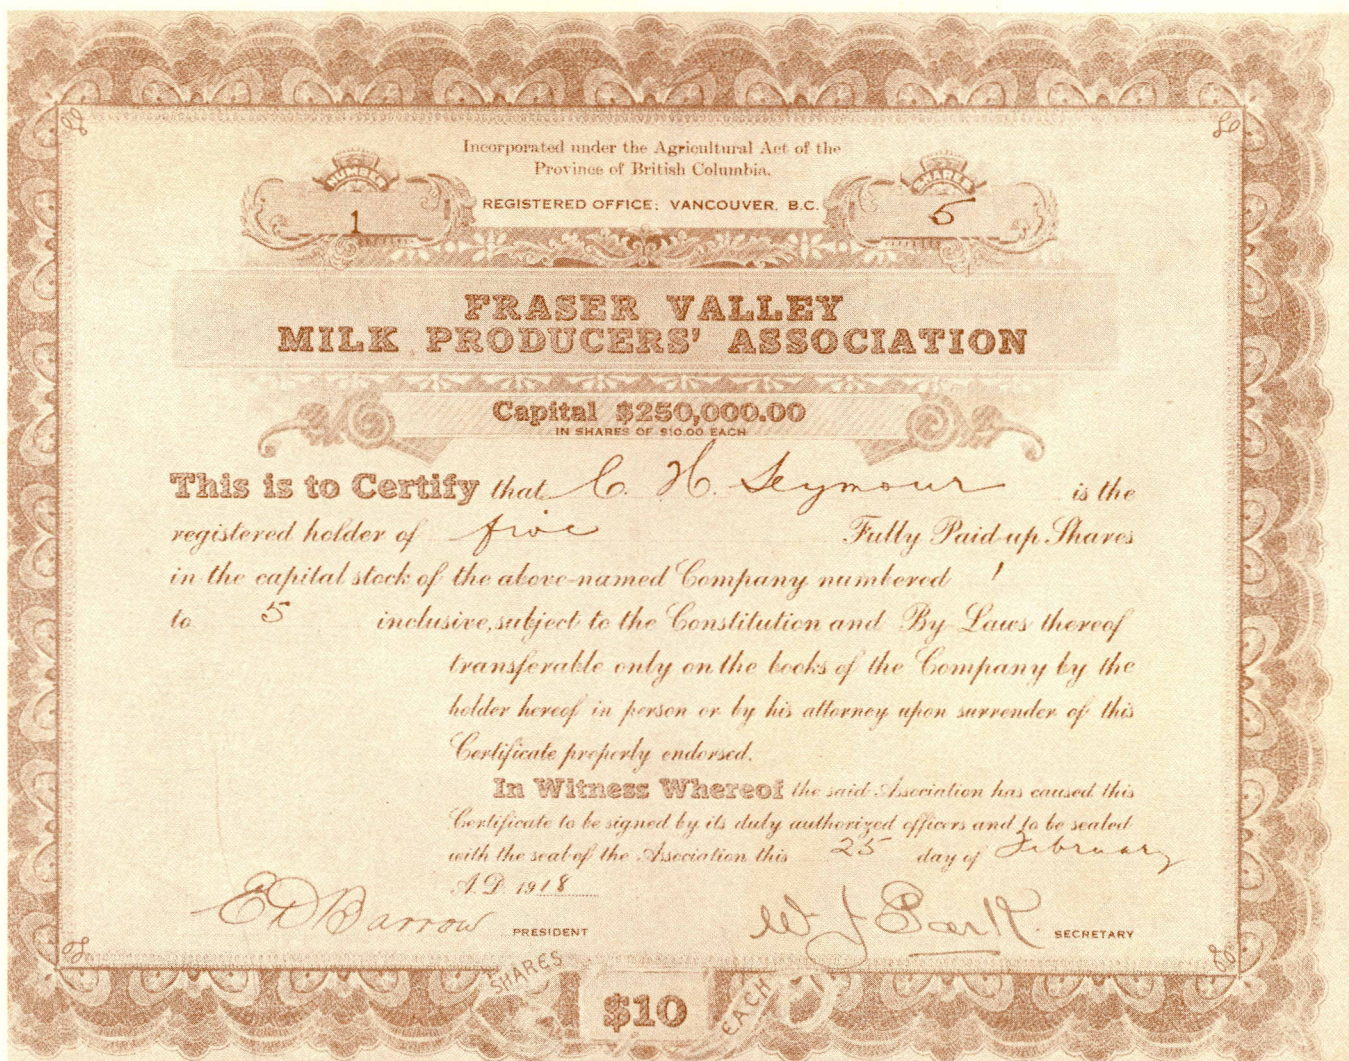 Incorporated under the Agricultural Act of the
Province of British Columbia.
REGISTERED OFFICE: VANCOUVER, B.C.
NUMBER
1
SHARES
5
FRASER VALLEY
MILK PRODUCERS' ASSOCIATION
Capital $250,000.00
IN SHARES OF $10.00 EACH
This is to Certify that C. H. Seymour is the
registered holder of five Fully Paid-up Shares
in the capital stock of the above-named Company numbered 1
to 5 inclusive, subject to the Constitution and By-Laws thereof
transferable only on the books of the Company by the
holder hereof in person or by his attorney upon surrender of this
Certificate properly endorsed.
In Witness Whereof the said Association has caused this
Certificate to be signed by its duly authorized officers and to be sealed
with the seal of the Association this 25 day of February
A.D. 1918
ED Barrow PRESIDENT
W J Park. SECRETARY
SHARES
$10
EACH